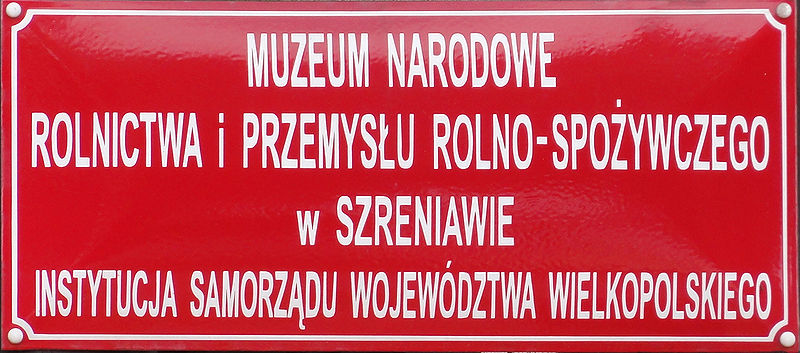 MUZEUM NARODOWE
ROLNICTWA i PRZEMYSŁU ROLNO-SPOŻYWCZEGO
w SZRENIAWIE
INSTYTUCJA SAMORZĄDU WOJEWÓDZTWA WIELKOPOLSKIEGO